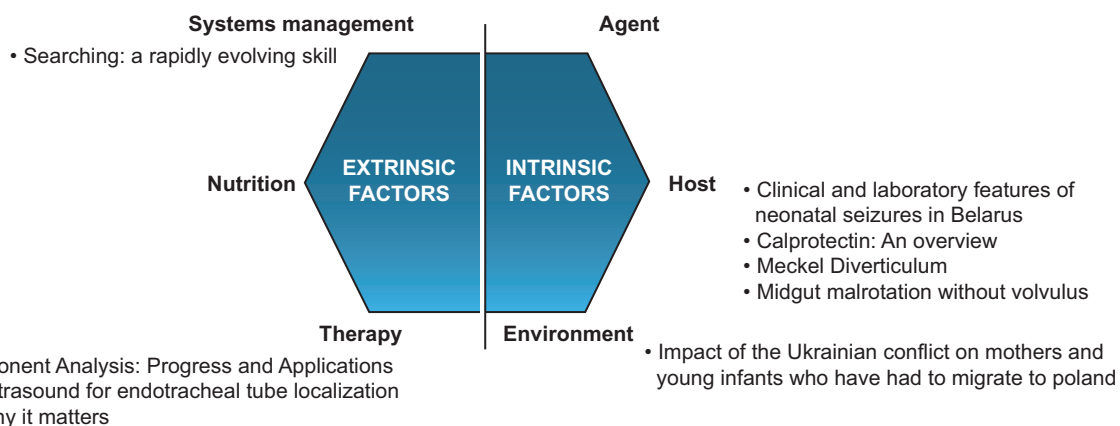 Systems management
Agent
• Searching: a rapidly evolving skill
EXTRINSIC
FACTORS
INTRINSIC
FACTORS
Nutrition
Host
• Clinical and laboratory features of
neonatal seizures in Belarus
• Calprotectin: An overview
• Meckel Diverticulum
• Midgut malrotation without volvulus
Therapy
Environment
• Impact of the Ukrainian conflict on mothers and
young infants who have had to migrate to poland
Analysis: Progress and Applications
for endotracheal tube localization
it matters